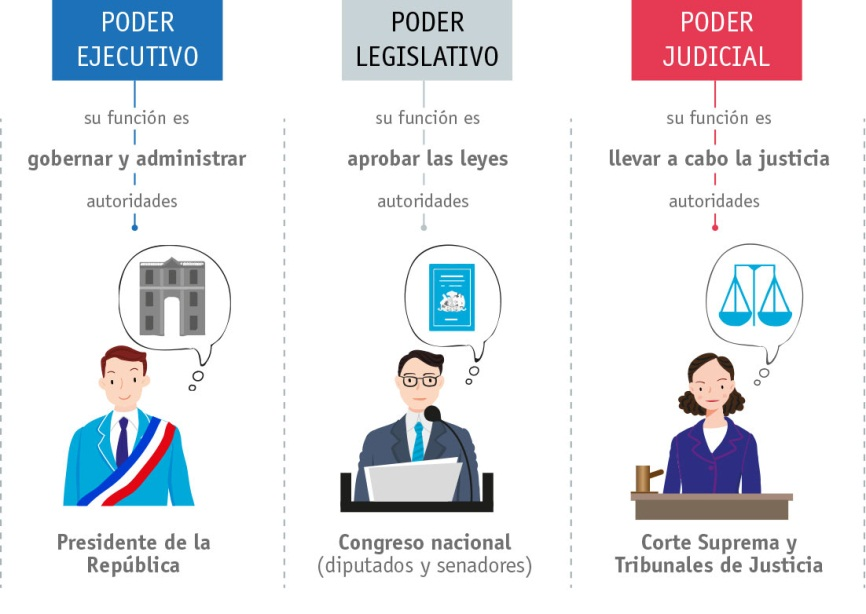 PODER
EJECUTIVO
su función es
gobernar y administrar
autoridades
Presidente de la
República
PODER
LEGISLATIVO
su función es
aprobar las leyes
autoridades
Congreso nacional
(diputados y senadores)
PODER
JUDICIAL
su función es
llevar a cabo la justicia
autoridades
Corte Suprema y
Tribunales de Justicia